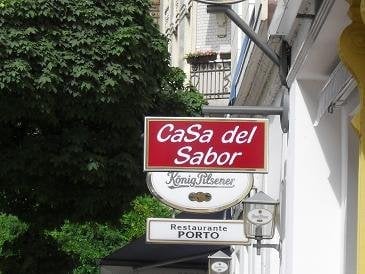 CaSa del
Sabor
König Pilsener
Restaurante
PORTO